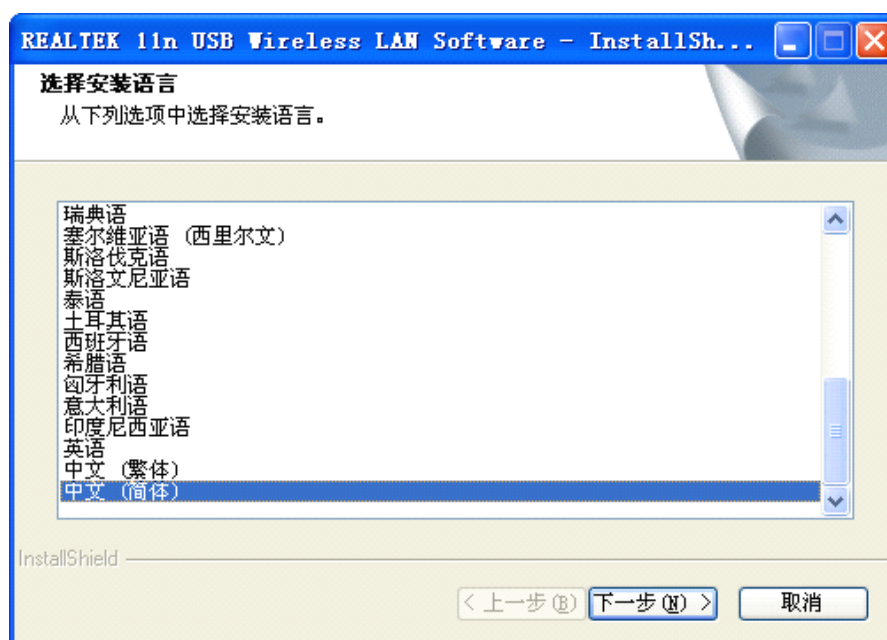 REALTEK 11n USB Wireless LAN Software - InstallSh...
选择安装语言
从下列选项中选择安装语言。
瑞典语
塞尔维亚语 (西里尔文)
斯洛伐克语
斯洛文尼亚语
泰语
土耳其语
西班牙语
希腊语
匈牙利语
意大利语
印度尼西亚语
英语
中文 (繁体)
中文 (简体)
InstallShield
< 上一步(B) 下一步(N) > 取消